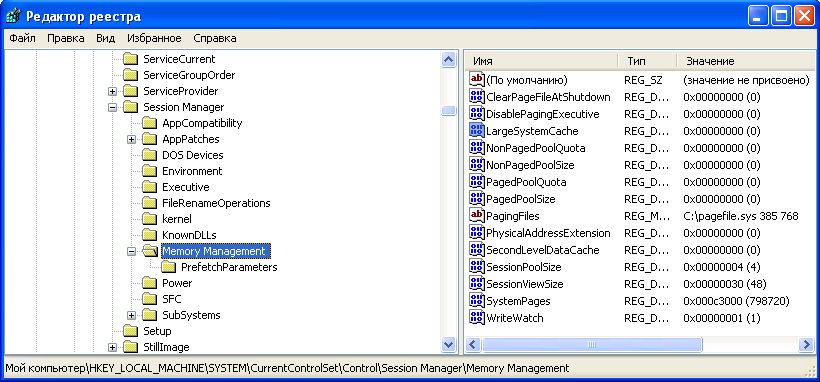 Редактор реестра
Файл Правка Вид Избранное Справка
ServiceCurrent
ServiceGroupOrder
ServiceProvider
Session Manager
AppCompatibility
AppPatches
DOS Devices
Environment
Executive
FileRenameOperations
kernel
KnownDLLs
Memory Management
PrefetchParameters
Power
SFC
SubSystems
Setup
StillImage
Имя Тип Значение
(По умолчанию) REG_SZ (значение не присвоено)
ClearPageFileAtShutdown REG_D... 0x00000000 (0)
DisablePagingExecutive REG_D... 0x00000000 (0)
LargeSystemCache REG_D... 0x00000000 (0)
NonPagedPoolQuota REG_D... 0x00000000 (0)
NonPagedPoolSize REG_D... 0x00000000 (0)
PagedPoolQuota REG_D... 0x00000000 (0)
PagedPoolSize REG_D... 0x00000000 (0)
PagingFiles REG_M... C:\pagefile.sys 385 768
PhysicalAddressExtension REG_D... 0x00000000 (0)
SecondLevelDataCache REG_D... 0x00000000 (0)
SessionPoolSize REG_D... 0x00000004 (4)
SessionViewSize REG_D... 0x00000030 (48)
SystemPages REG_D... 0x000c3000 (798720)
WriteWatch REG_D... 0x00000001 (1)
Мой компьютер\HKEY_LOCAL_MACHINE\SYSTEM\CurrentControlSet\Control\Session Manager\Memory Management